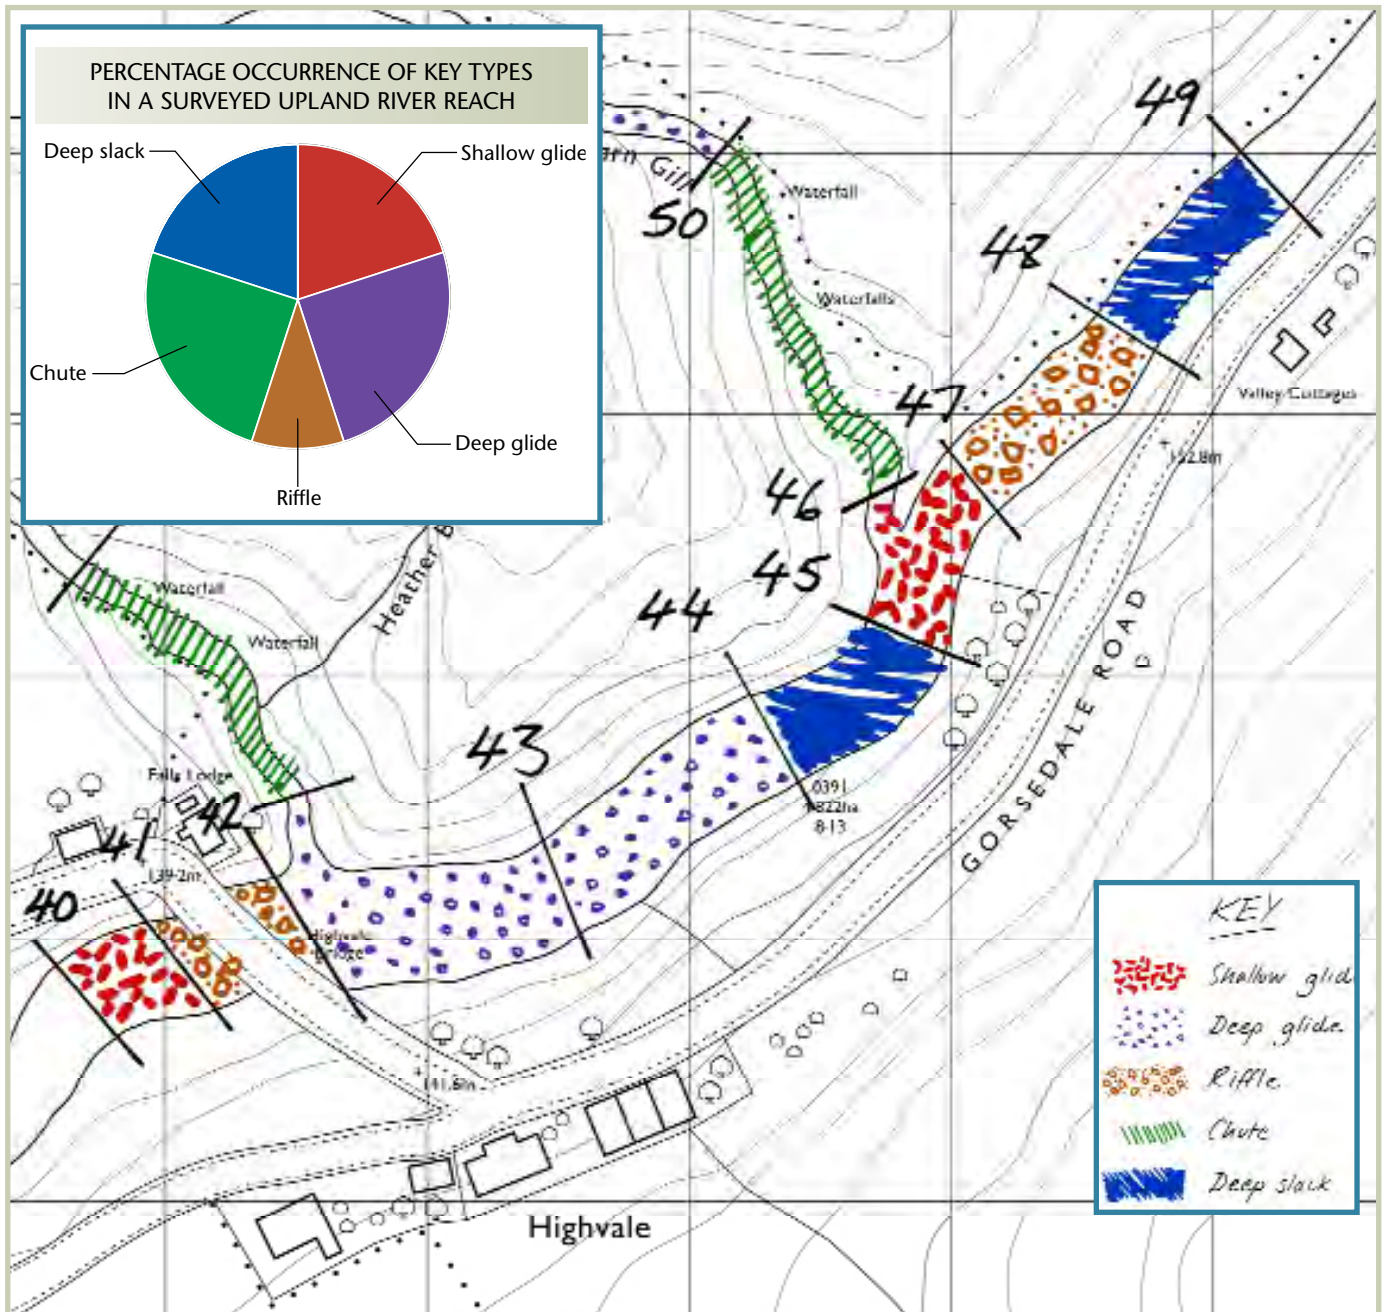 PERCENTAGE OCCURRENCE OF KEY TYPES
IN A SURVEYED UPLAND RIVER REACH
Deep slack
Shallow glide
Chute
Deep glide
Riffle
49
Gill
Waterfall
50
48
Waterfalls
47
Valley Cottages
152.8m
46
45
44
Heather
Waterfall
Waterfall
GORSEDALE ROAD
43
Falls Lodge
42
41
139.2m
40
0391
.822ha
8·13
Highvale
Bridge
141.8m
Highvale
KEY
Shallow glid
Deep glide
Riffle
Chute
Deep slack